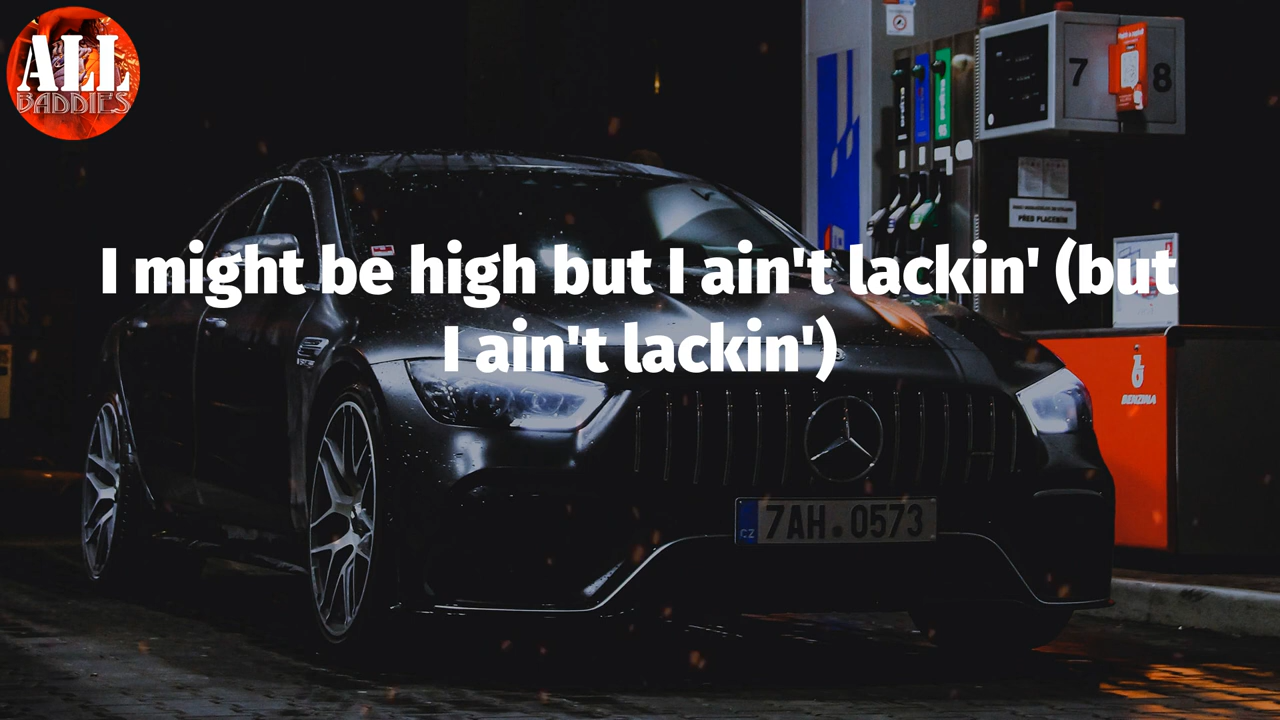 ALL
BADDIES
7 8
PŘED PLACENÍM
I might be high but I ain't lackin' (but
I ain't lackin')
BENZINA
CZ 7AH 0573